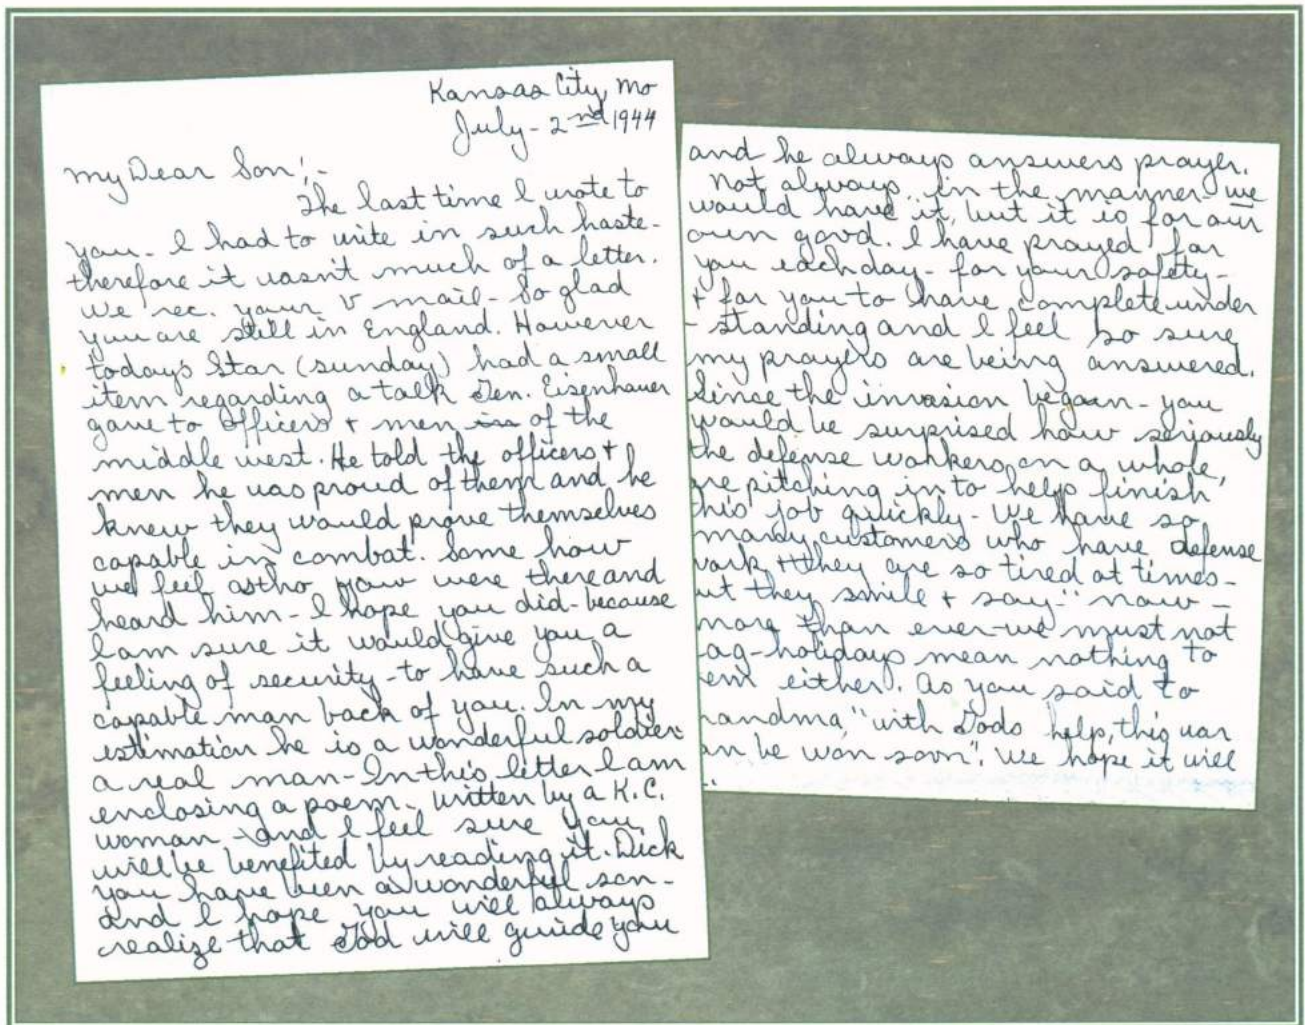 Kansas City, Mo
July - 2nd 1944
My Dear Son; -
The last time I wrote to
you - I had to write in such haste -
therefore it wasn't much of a letter.
We rec. your V mail - So glad
you are still in England. However
todays Star (sunday) had a small
item regarding a talk Gen. Eisenhauer
gave to officers + men in of the
middle west. He told the officers +
men he was proud of them and he
knew they would prove themselves
capable in combat. Some how
we feel as tho you were there and
heard him - I hope you did - because
I am sure it would give you a
feeling of security - to have such a
capable man back of you. In my
estimation he is a wonderful soldier
a real man - In this letter I am
enclosing a poem - written by a K.C.
woman - and I feel sure you
will be benefited by reading it. Dick
you have been a wonderful son -
and I hope you will always
realize that God will guide you
and he always answers prayer.
Not always in the manner we
would have it, but it is for our
own good. I have prayed for
you each day - for your safety -
+ for you to have complete under
- standing and I feel so sure
my prayers are being answered.
Since the invasion began - you
would be surprised how seriously
the defense workers on a whole,
are pitching in to help finish
this job quickly - We have so
many customers who have defense
work + they are so tired at times -
ut they smile + say - "now -
more than ever - we must not
ag - holidays mean nothing to
em either. As you said to
randma "with Gods help, this war
an be won soon". We hope it will